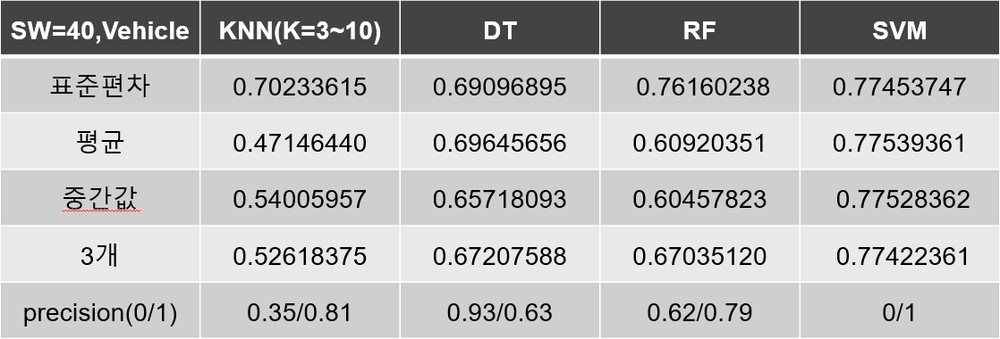 SW=40,Vehicle KNN(K=3~10) DT RF SVM
표준편차 0.70233615 0.69096895 0.76160238 0.77453747
평균 0.47146440 0.69645656 0.60920351 0.77539361
중간값 0.54005957 0.65718093 0.60457823 0.77528362
3개 0.52618375 0.67207588 0.67035120 0.77422361
precision(0/1) 0.35/0.81 0.93/0.63 0.62/0.79 0/1